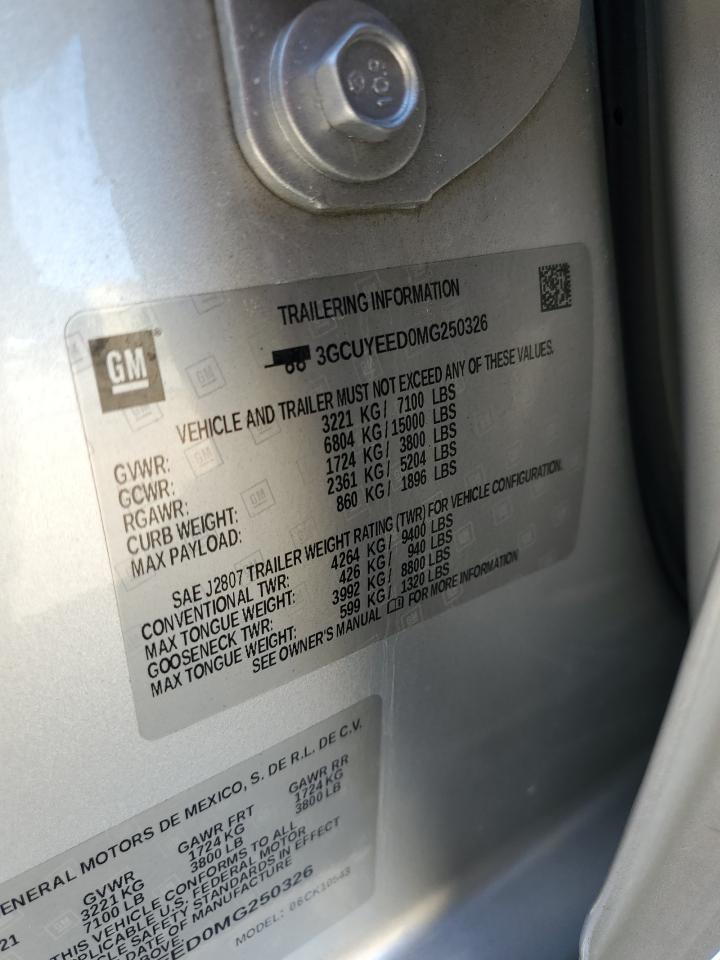 10.9
TRAILERING INFORMATION
GM
®
3GCUYEED0MG250326
VEHICLE AND TRAILER MUST NOT EXCEED ANY OF THESE VALUES.
GVWR: 3221 KG/ 7100 LBS
GCWR: 6804 KG/15000 LBS
RGAWR: 1724 KG/ 3800 LBS
CURB WEIGHT: 2361 KG/ 5204 LBS
MAX PAYLOAD: 860 KG/ 1896 LBS
SAE J2807 TRAILER WEIGHT RATING (TWR) FOR VEHICLE CONFIGURATION.
CONVENTIONAL TWR: 4264 KG/ 9400 LBS
MAX TONGUE WEIGHT: 426 KG/ 940 LBS
GOOSENECK TWR: 3992 KG/ 8800 LBS
MAX TONGUE WEIGHT: 599 KG/ 1320 LBS
SEE OWNER'S MANUAL FOR MORE INFORMATION
ENERAL MOTORS DE MEXICO, S. DE R.L. DE C.V.
21 GVWR GAWR FRT GAWR RR
3221 KG 1724 KG 1724 KG
7100 LB 3800 LB 3800 LB
THIS VEHICLE CONFORMS TO ALL
APPLICABLE U.S. FEDERAL MOTOR
ICLE SAFETY STANDARDS IN EFFECT
DATE OF MANUFACTURE
ABOVE.
EED0MG250326
MODEL: 06CK10543